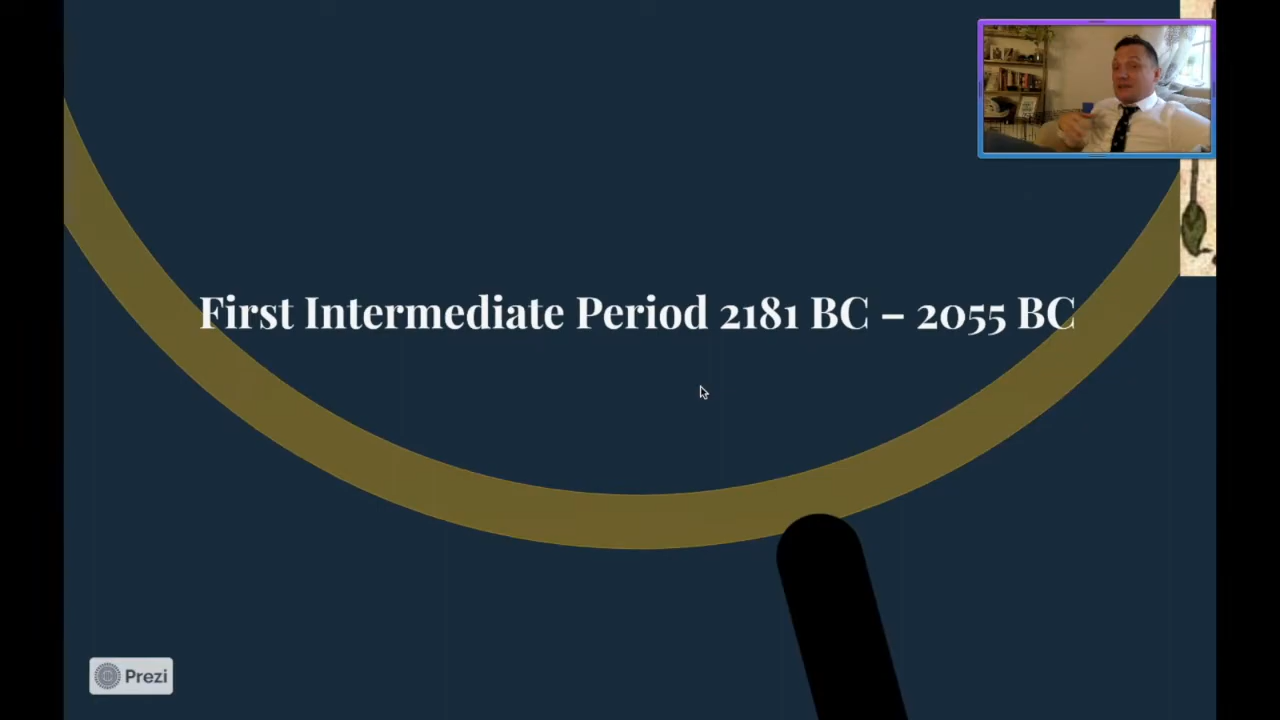 First Intermediate Period 2181 BC – 2055 BC
Prezi